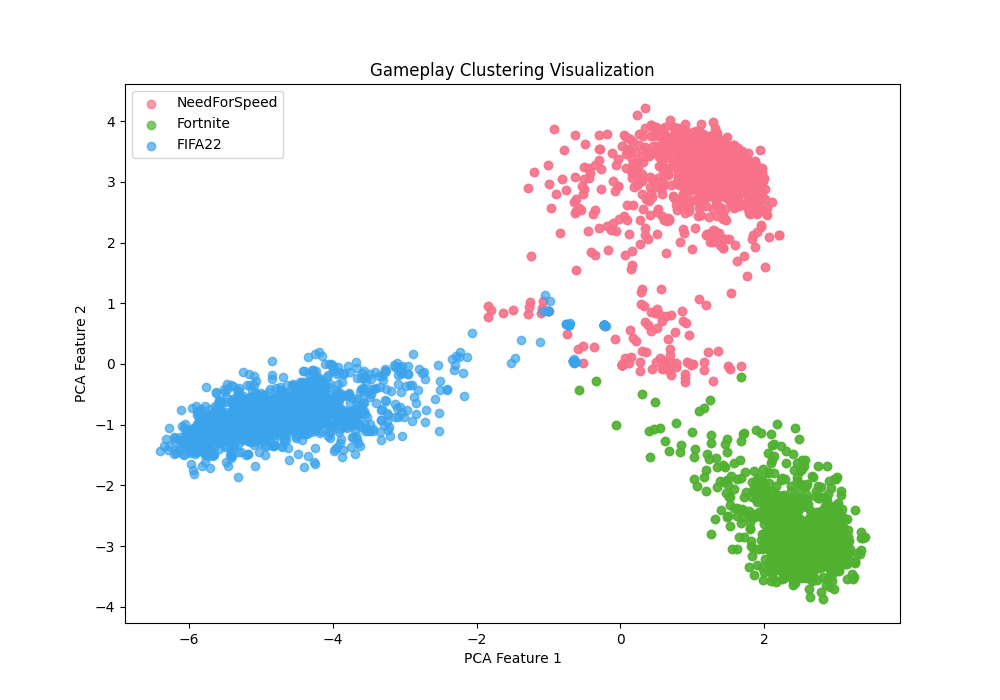 Gameplay Clustering Visualization
NeedForSpeed
Fortnite
FIFA22
4
3
2
1
0
−1
−2
−3
−4
PCA Feature 2
−6 −4 −2 0 2
PCA Feature 1